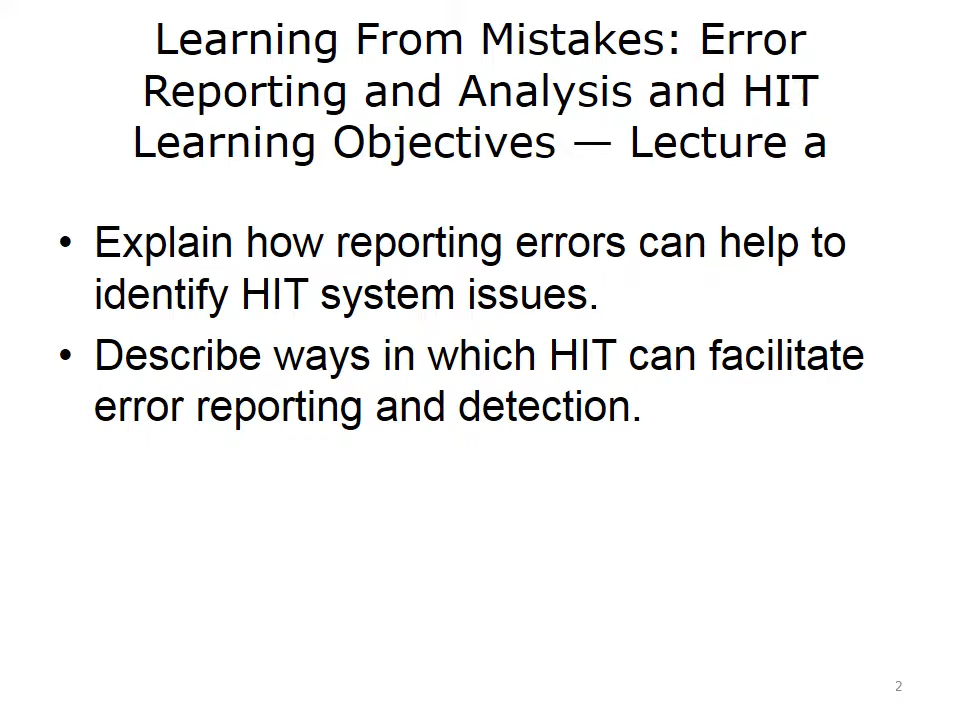 Learning From Mistakes: Error
Reporting and Analysis and HIT
Learning Objectives — Lecture a
• Explain how reporting errors can help to
identify HIT system issues.
• Describe ways in which HIT can facilitate
error reporting and detection.
2